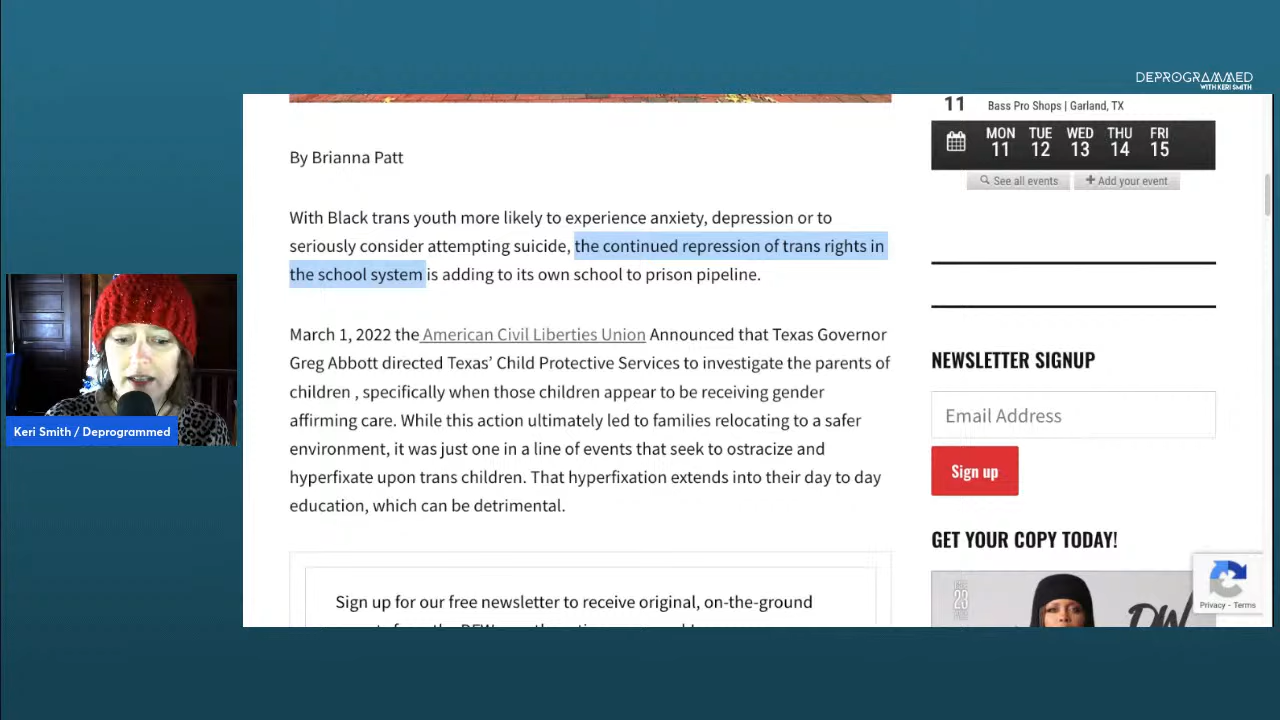 DEPROGRAMMED
WITH KERI SMITH
11 Bass Pro Shops | Garland, TX
MON TUE WED THU FRI
11 12 13 14 15
See all events
+ Add your event
By Brianna Patt
With Black trans youth more likely to experience anxiety, depression or to
seriously consider attempting suicide, the continued repression of trans rights in
the school system is adding to its own school to prison pipeline.
March 1, 2022 the American Civil Liberties Union Announced that Texas Governor
Greg Abbott directed Texas’ Child Protective Services to investigate the parents of
children , specifically when those children appear to be receiving gender
affirming care. While this action ultimately led to families relocating to a safer
environment, it was just one in a line of events that seek to ostracize and
hyperfixate upon trans children. That hyperfixation extends into their day to day
education, which can be detrimental.
Sign up for our free newsletter to receive original, on-the-ground
NEWSLETTER SIGNUP
Email Address
Sign up
GET YOUR COPY TODAY!
23
DW
Privacy - Terms
Keri Smith / Deprogrammed